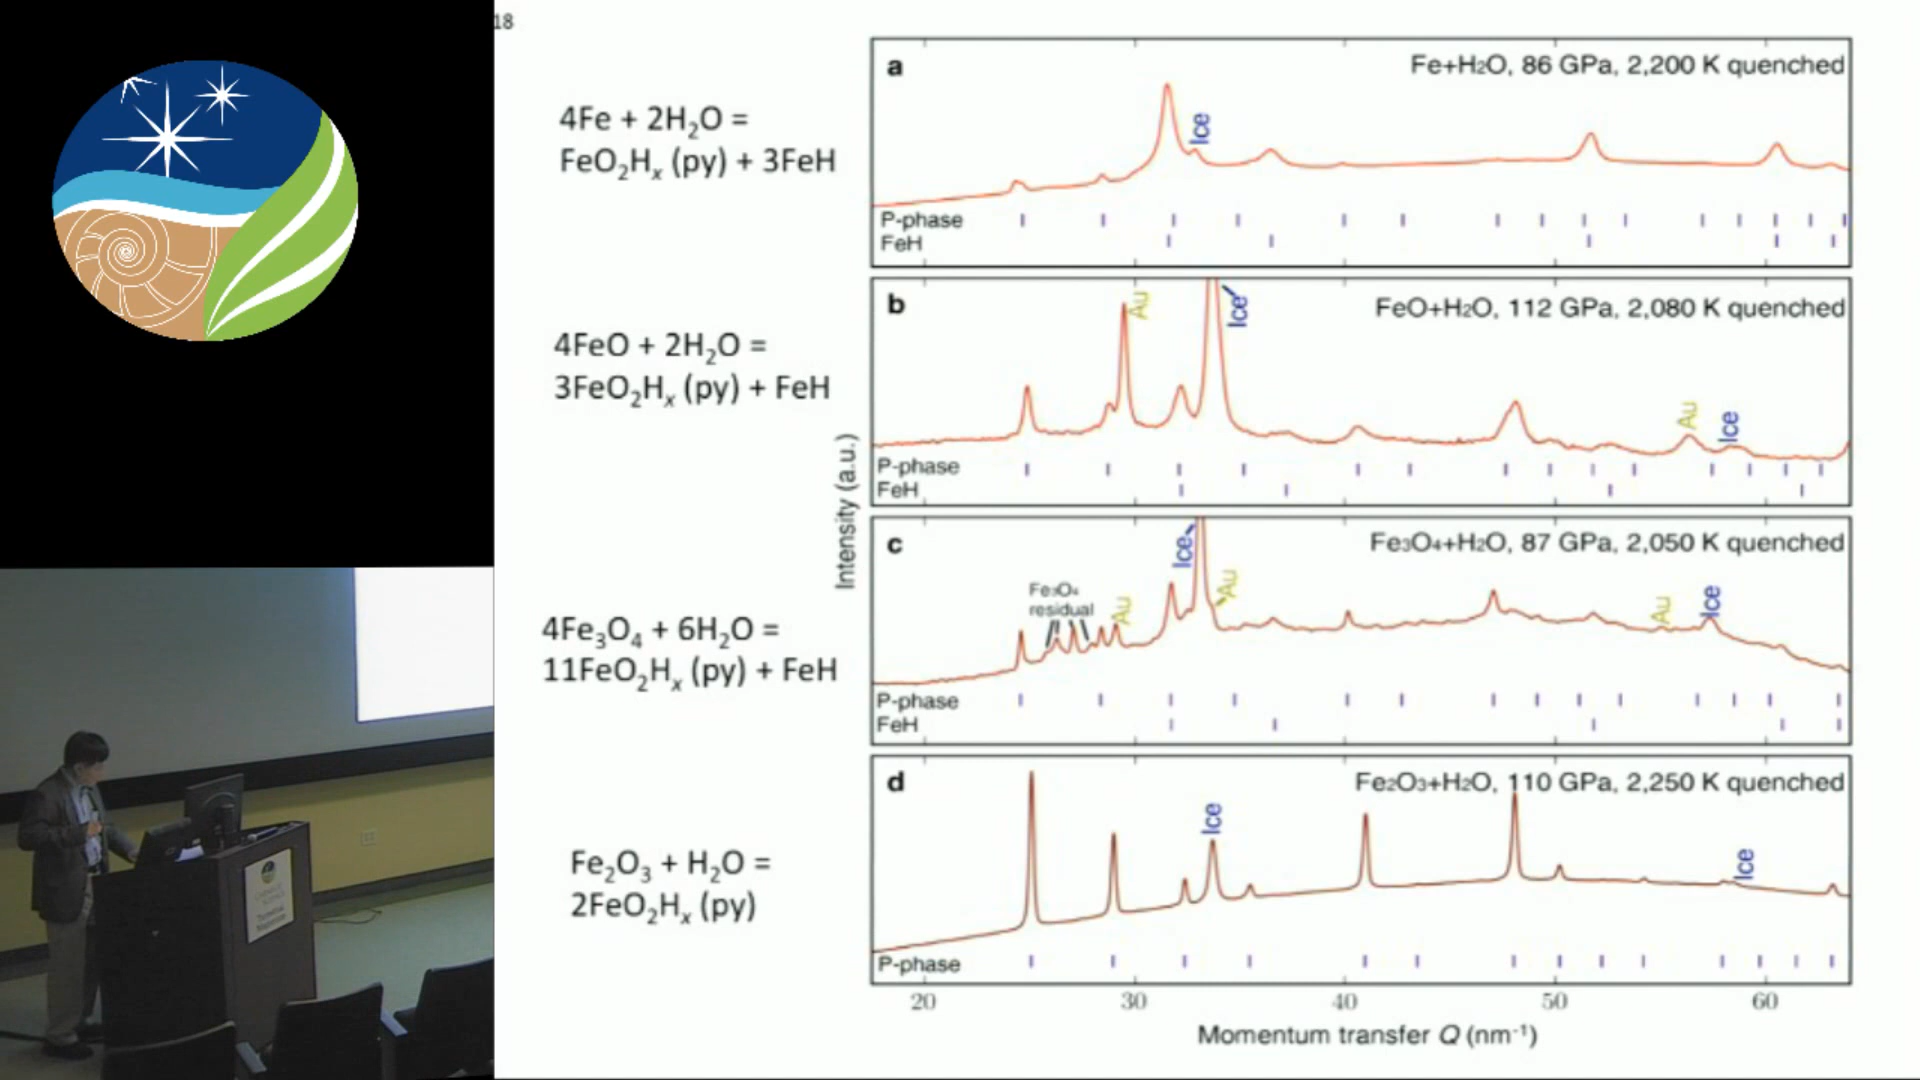 18
4Fe + 2H₂O =
FeO₂Hₓ (py) + 3FeH
4FeO + 2H₂O =
3FeO₂Hₓ (py) + FeH
4Fe₃O₄ + 6H₂O =
11FeO₂Hₓ (py) + FeH
Fe₂O₃ + H₂O =
2FeO₂Hₓ (py)
Intensity (a.u.)
a
Fe+H₂O, 86 GPa, 2,200 K quenched
Ice
P-phase
FeH
b
FeO+H₂O, 112 GPa, 2,080 K quenched
Au
Ice
Au
Ice
P-phase
FeH
c
Fe₃O₄+H₂O, 87 GPa, 2,050 K quenched
Fe₃O₄
residual
Au
Ice
Au
Au
Ice
P-phase
FeH
d
Fe₂O₃+H₂O, 110 GPa, 2,250 K quenched
Ice
Ice
P-phase
20 30 40 50 60
Momentum transfer Q (nm⁻¹)